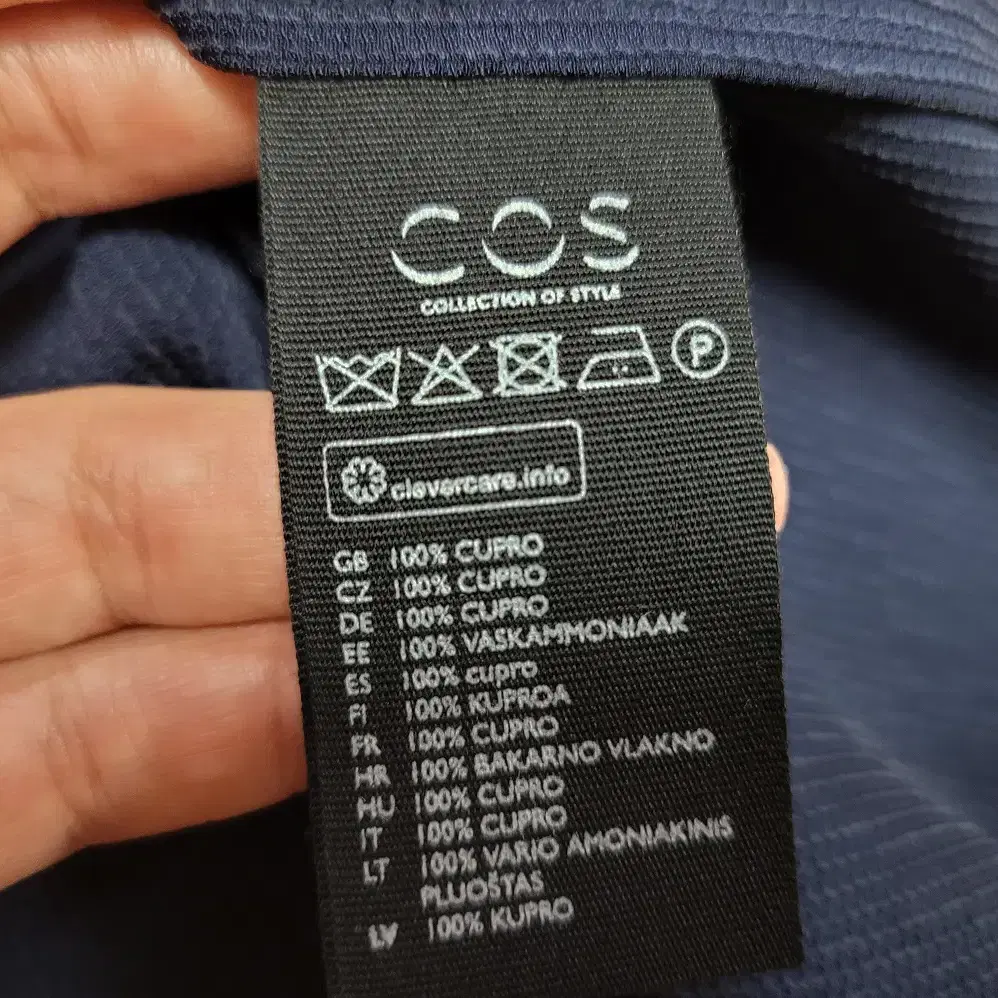 COS
COLLECTION OF STYLE
P
clevercare.info
GB 100% CUPRO
CZ 100% CUPRO
DE 100% CUPRO
EE 100% VASKAMMONIAAK
ES 100% cupro
FI 100% KUPROA
FR 100% CUPRO
HR 100% BAKARNO VLAKNO
HU 100% CUPRO
IT 100% CUPRO
LT 100% VARIO AMONIAKINIS
PLUOŠTAS
LV 100% KUPRO